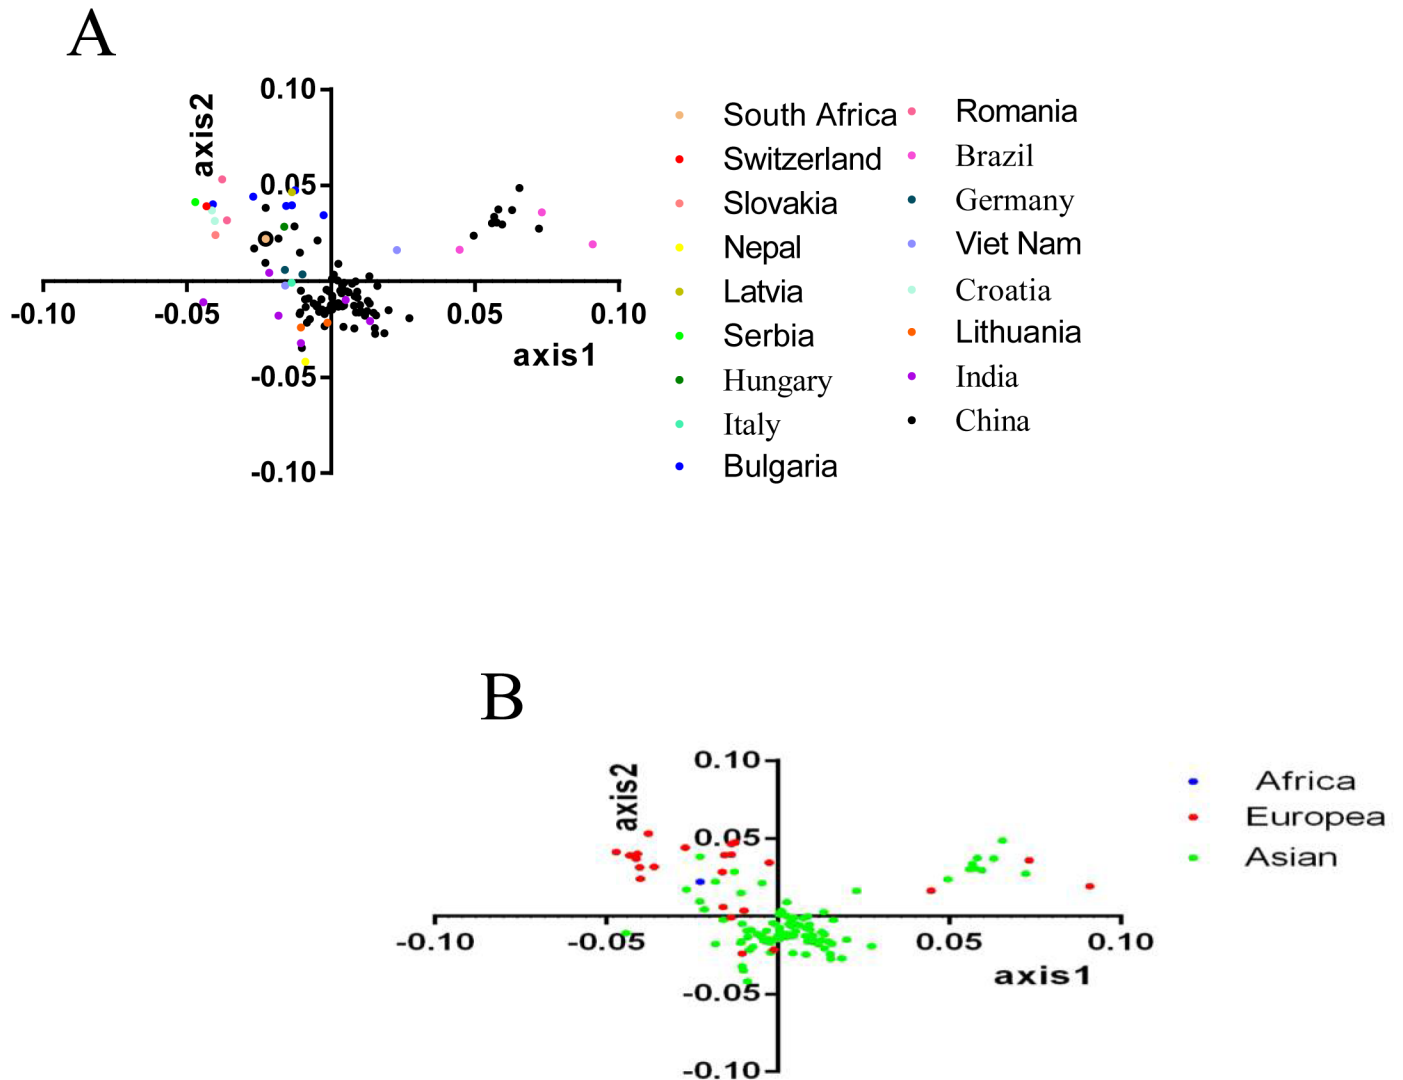 A
axis2
0.10
0.05
-0.10
-0.05
0.05
0.10
axis1
-0.05
-0.10
South Africa
Switzerland
Slovakia
Nepal
Latvia
Serbia
Hungary
Italy
Bulgaria
Romania
Brazil
Germany
Viet Nam
Croatia
Lithuania
India
China
B
axis2
0.10
0.05
-0.10
-0.05
0.05
0.10
axis1
-0.05
-0.10
Africa
Europea
Asian